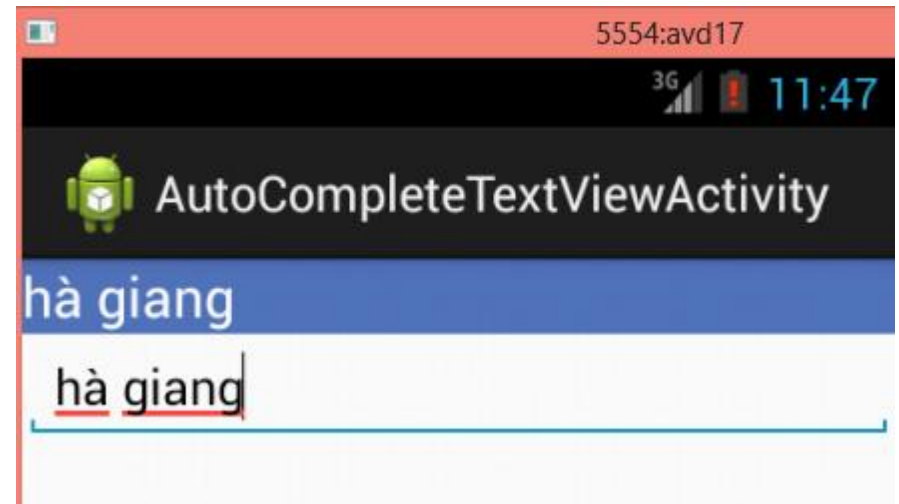 5554:avd17
3G 11:47
AutoCompleteTextViewActivity
hà giang
hà giang